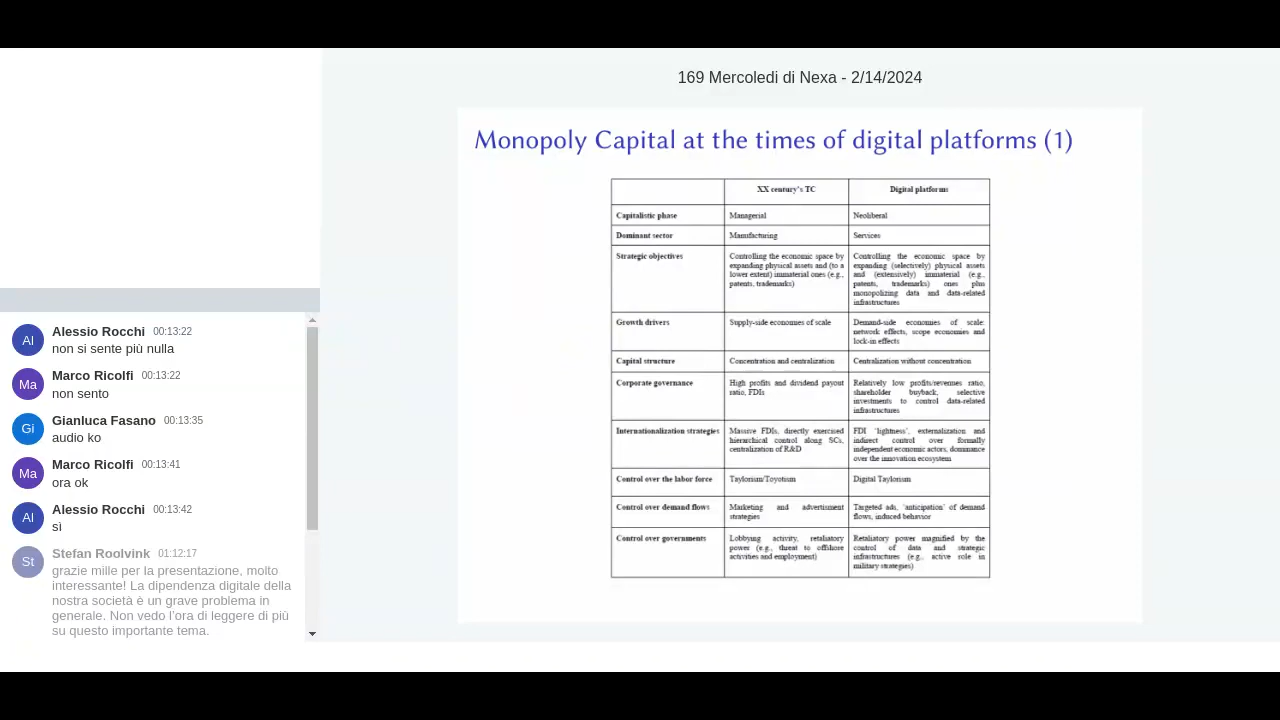 169 Mercoledi di Nexa - 2/14/2024
Monopoly Capital at the times of digital platforms (1)
XX century's TC
Digital platforms
Capitalistic phase
Managerial
Neoliberal
Dominant sector
Manufacturing
Services
Strategic objectives
Controlling the economic space by
expanding physical assets and (to a
lower extent) immaterial ones (e.g.,
patents, trademarks)
Controlling the economic space by
expanding (selectively) physical assets
and (extensively) immaterial (e.g.,
patents, trademarks) ones plus
monopolizing data and data-related
infrastructures
Growth drivers
Supply-side economies of scale
Demand-side economies of scale:
network effects, scope economies and
lock-in effects
Capital structure
Concentration and centralization
Centralization without concentration
Corporate governance
High profits and dividend payout
ratio, FDIs
Relatively low profits/revenues ratio,
shareholder buyback, selective
investments to control data-related
infrastructures
Internationalization strategies
Massive FDIs, directly exercised
hierarchical control along SCs,
centralization of R&D
FDI 'lightness', externalization and
indirect control over formally
independent economic actors, dominance
over the innovation ecosystem
Control over the labor force
Taylorism/Toyotism
Digital Taylorism
Control over demand flows
Marketing and advertisment
strategies
Targeted ads, 'anticipation' of demand
flows, induced behavior
Control over governments
Lobbying activity, retaliatory
power (e.g., threat to offshore
activities and employment)
Retaliatory power magnified by the
control of data and strategic
infrastructures (e.g., active role in
military strategies)
Al
Alessio Rocchi 00:13:22
non si sente più nulla
Ma
Marco Ricolfi 00:13:22
non sento
Gi
Gianluca Fasano 00:13:35
audio ko
Ma
Marco Ricolfi 00:13:41
ora ok
Al
Alessio Rocchi 00:13:42
sì
St
Stefan Roolvink 01:12:17
grazie mille per la presentazione, molto
interessante! La dipendenza digitale della
nostra società è un grave problema in
generale. Non vedo l'ora di leggere di più
su questo importante tema.